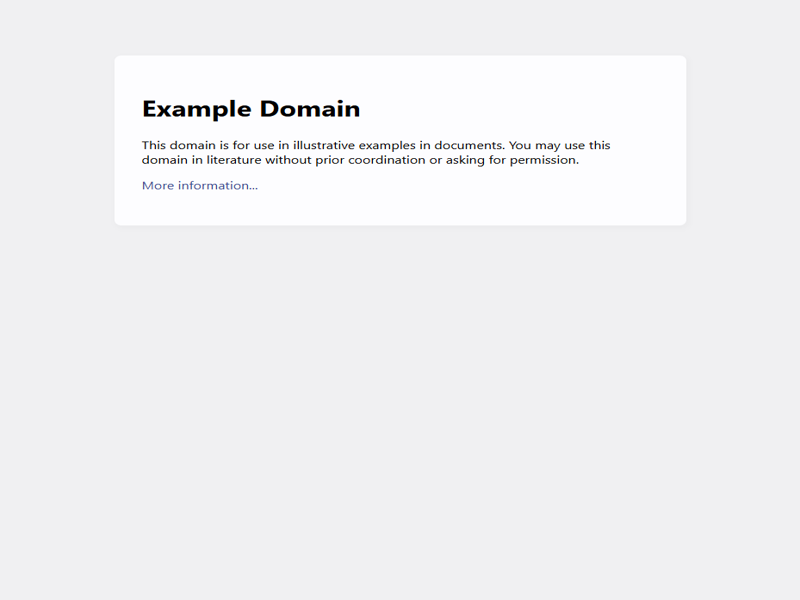 Example Domain
This domain is for use in illustrative examples in documents. You may use this
domain in literature without prior coordination or asking for permission.
More information...